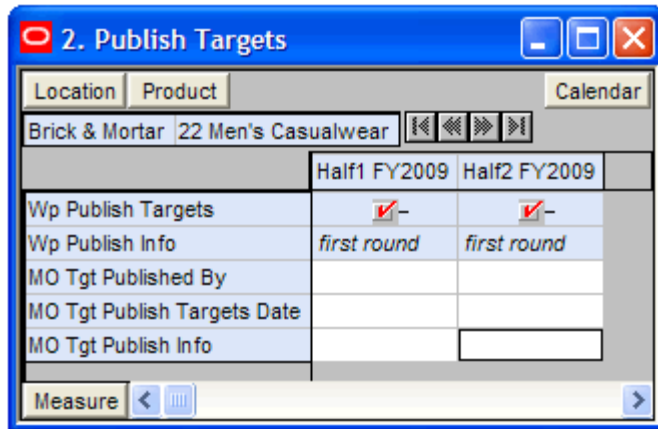 2. Publish Targets
Location Product Calendar
Brick & Mortar 22 Men's Casualwear
Half1 FY2009 Half2 FY2009
Wp Publish Targets
Wp Publish Info first round first round
MO Tgt Published By
MO Tgt Publish Targets Date
MO Tgt Publish Info
Measure